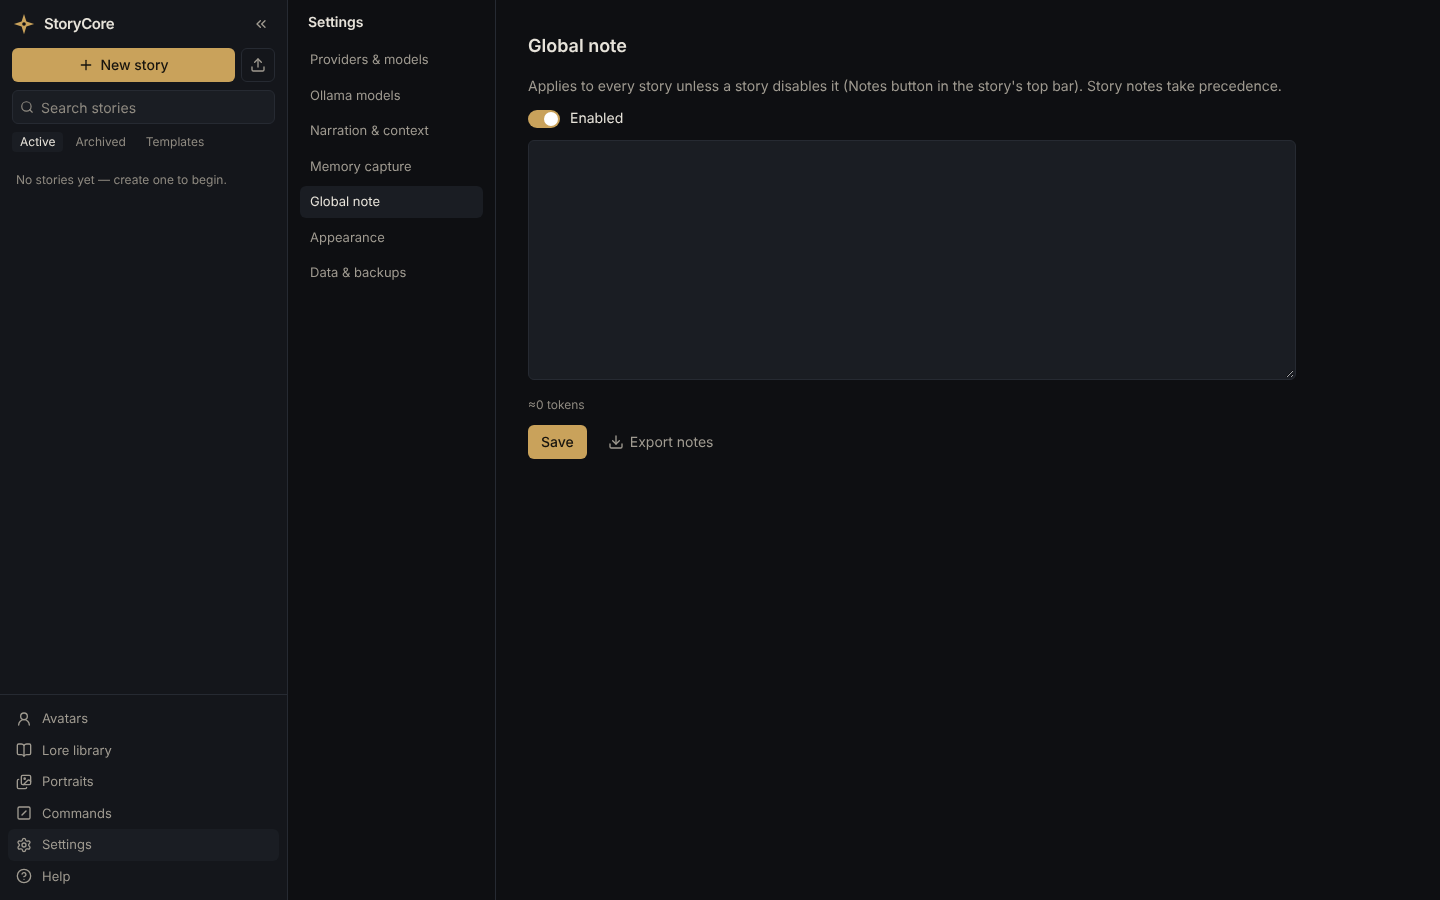 StoryCore
New story
Search stories
Active Archived Templates
No stories yet — create one to begin.
Avatars
Lore library
Portraits
Commands
Settings
Help
Settings
Providers & models
Ollama models
Narration & context
Memory capture
Global note
Appearance
Data & backups
Global note
Applies to every story unless a story disables it (Notes button in the story's top bar). Story notes take precedence.
Enabled
≈0 tokens
Save Export notes